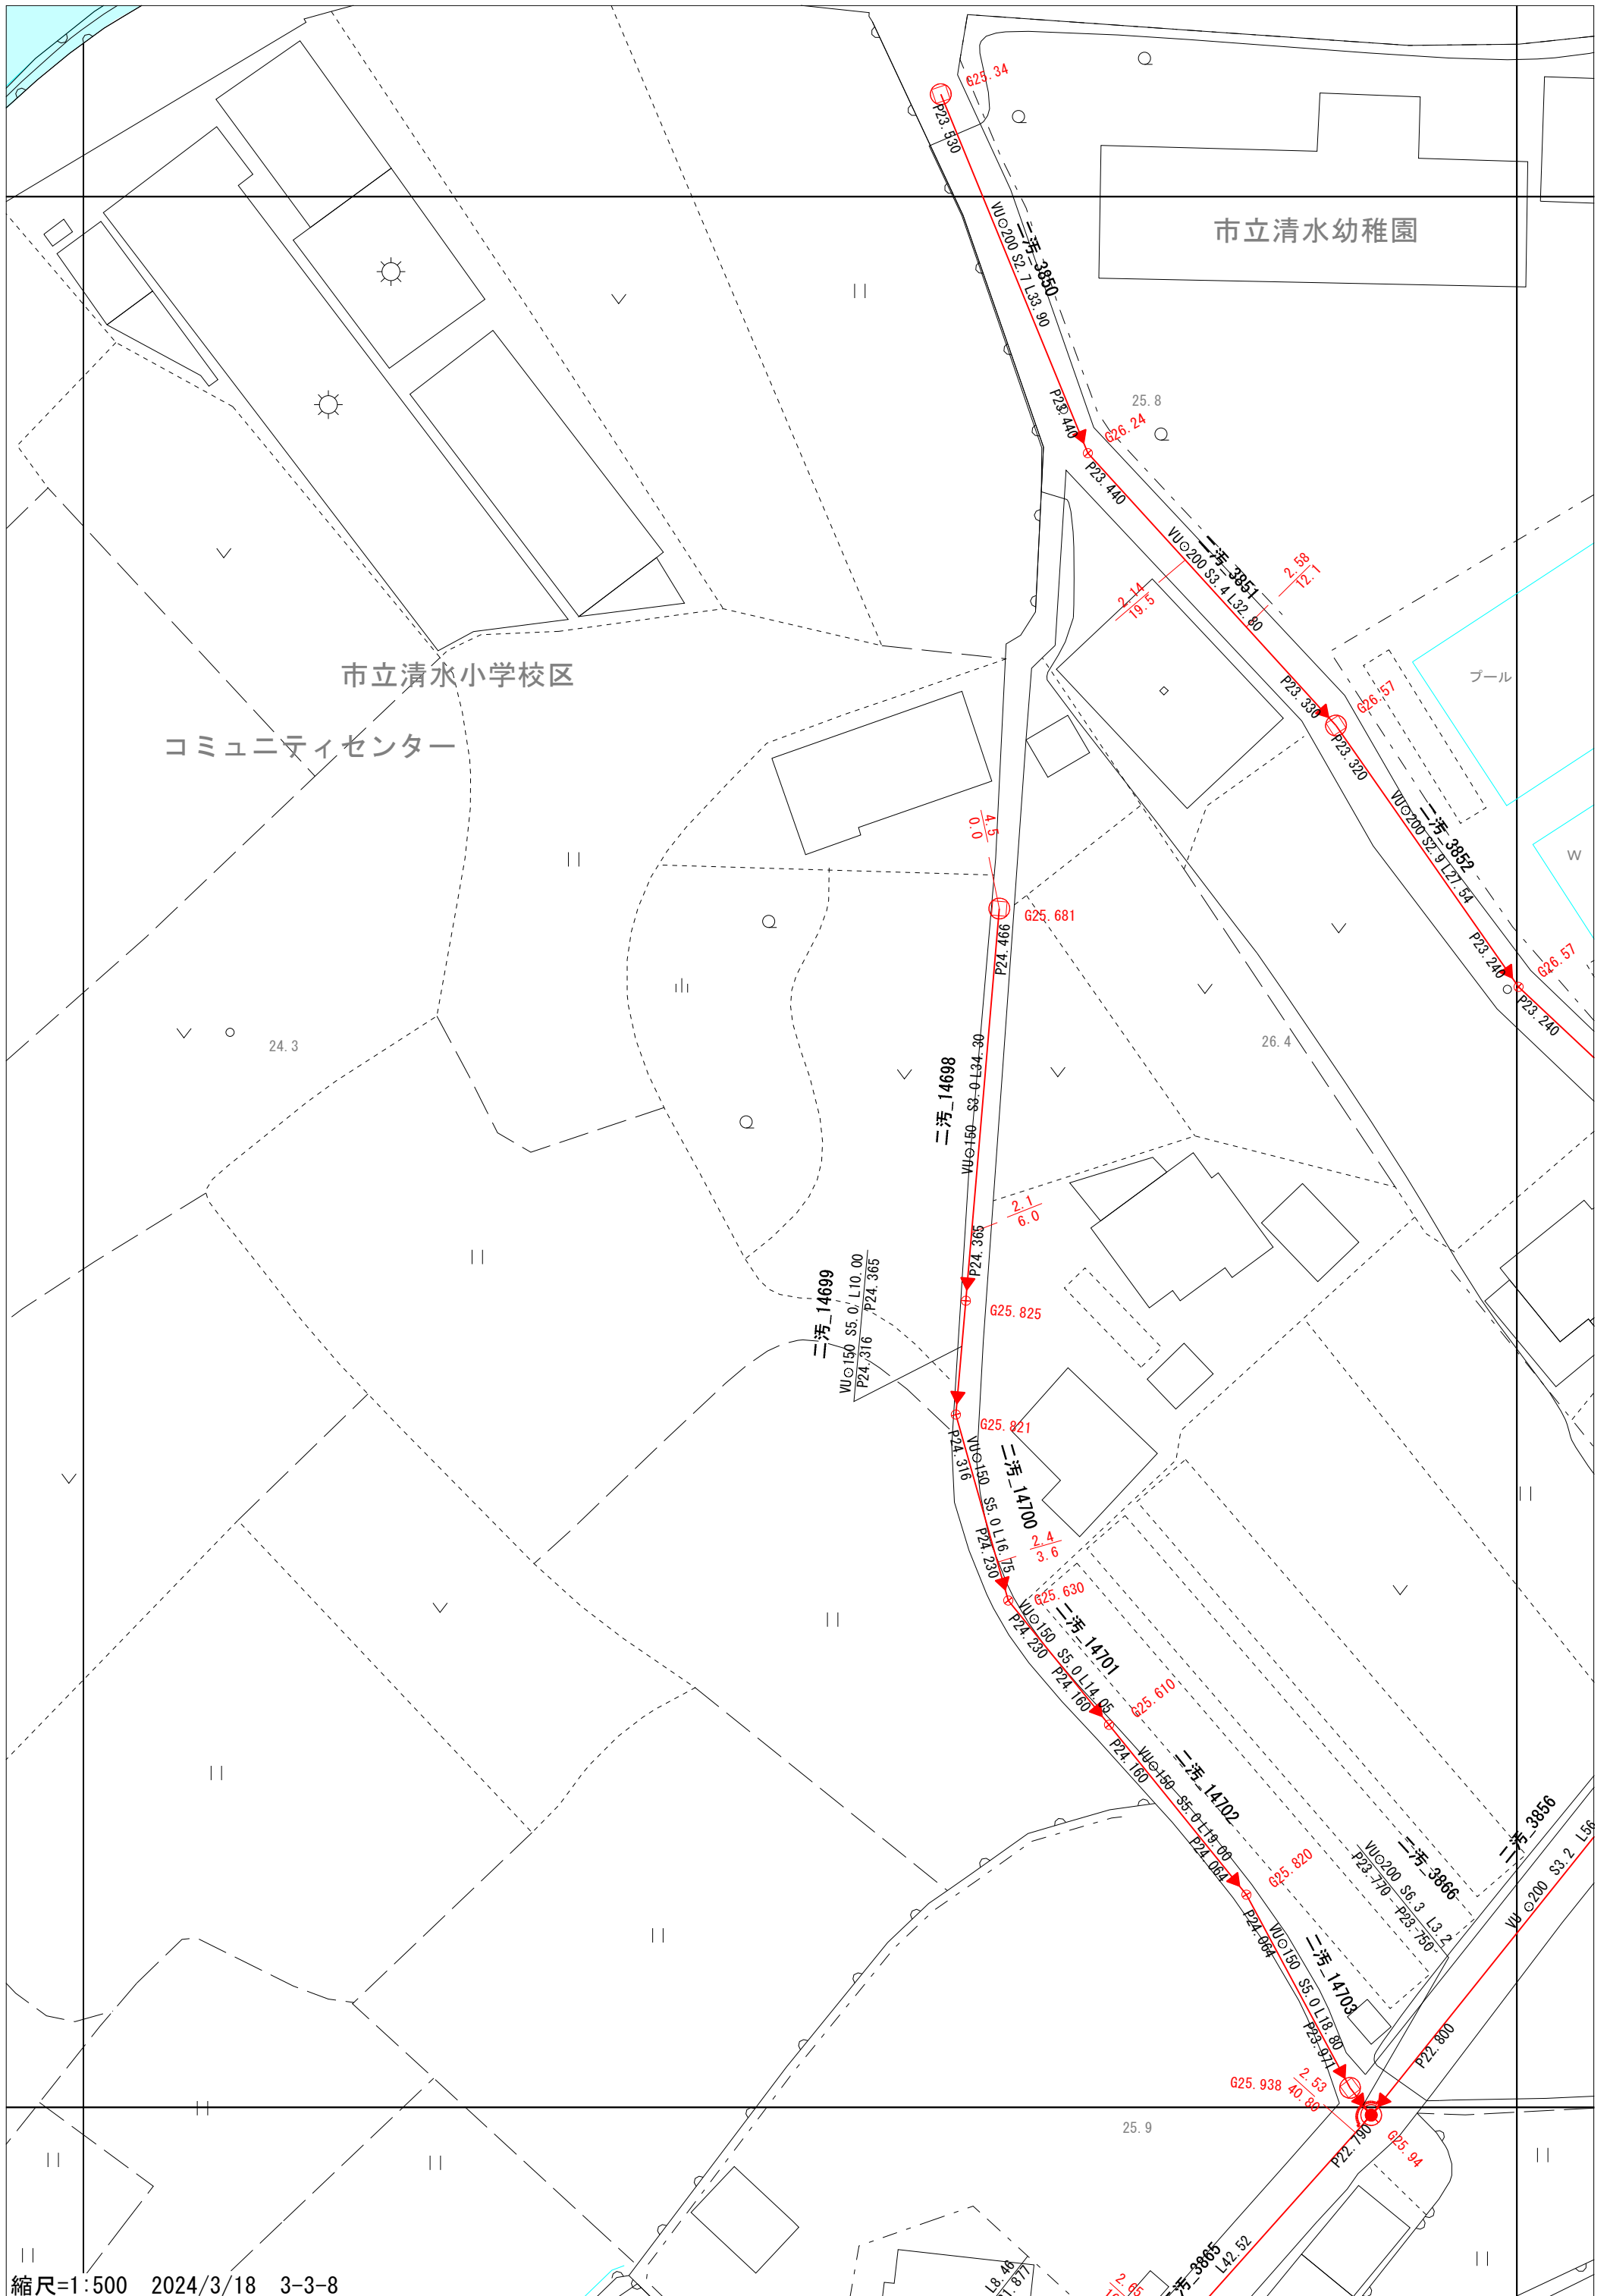 G25.34
P23.530
市立清水幼稚園
二汚_3850
VU⊙200 S2.7 L33.90
25.8
P23.440
G26.24
P23.440
二汚_3851
VU⊙200 S3.4 L32.80
2.58
12.1
2.14
19.5
市立清水小学校区
コミュニティセンター
プール
P23.330
G26.57
P23.320
二汚_3852
VU⊙200 S2.9 L27.54
W
4.5
0.0
G25.681
P24.466
P23.240
G26.57
P23.240
24.3
26.4
二汚_14698
VU⊙150 S3.0 L34.30
2.1
6.0
P24.365
G25.825
二汚_14699
VU⊙150 S5.0 L10.00
P24.316 P24.365
G25.821
P24.316
二汚_14700
VU⊙150 S5.0 L16.75
2.4
3.6
P24.230
G25.630
P24.230
二汚_14701
VU⊙150 S5.0 L14.05
P24.160
G25.610
P24.160
二汚_14702
VU⊙150 S5.0 L19.00
P24.064
G25.820
P24.064
二汚_14703
VU⊙150 S5.0 L18.80
P23.971
二汚_3866
VU⊙200 S6.3 L3.2
P23.770 P23.750
二汚_3856
VU ⊙200 S3.2 L56
P22.800
G25.938
2.53
40.80
G25.94
P22.790
25.9
L42.52
二汚_3865
L8.46
1.877
2.65
縮尺=1:500 2024/3/18 3-3-8